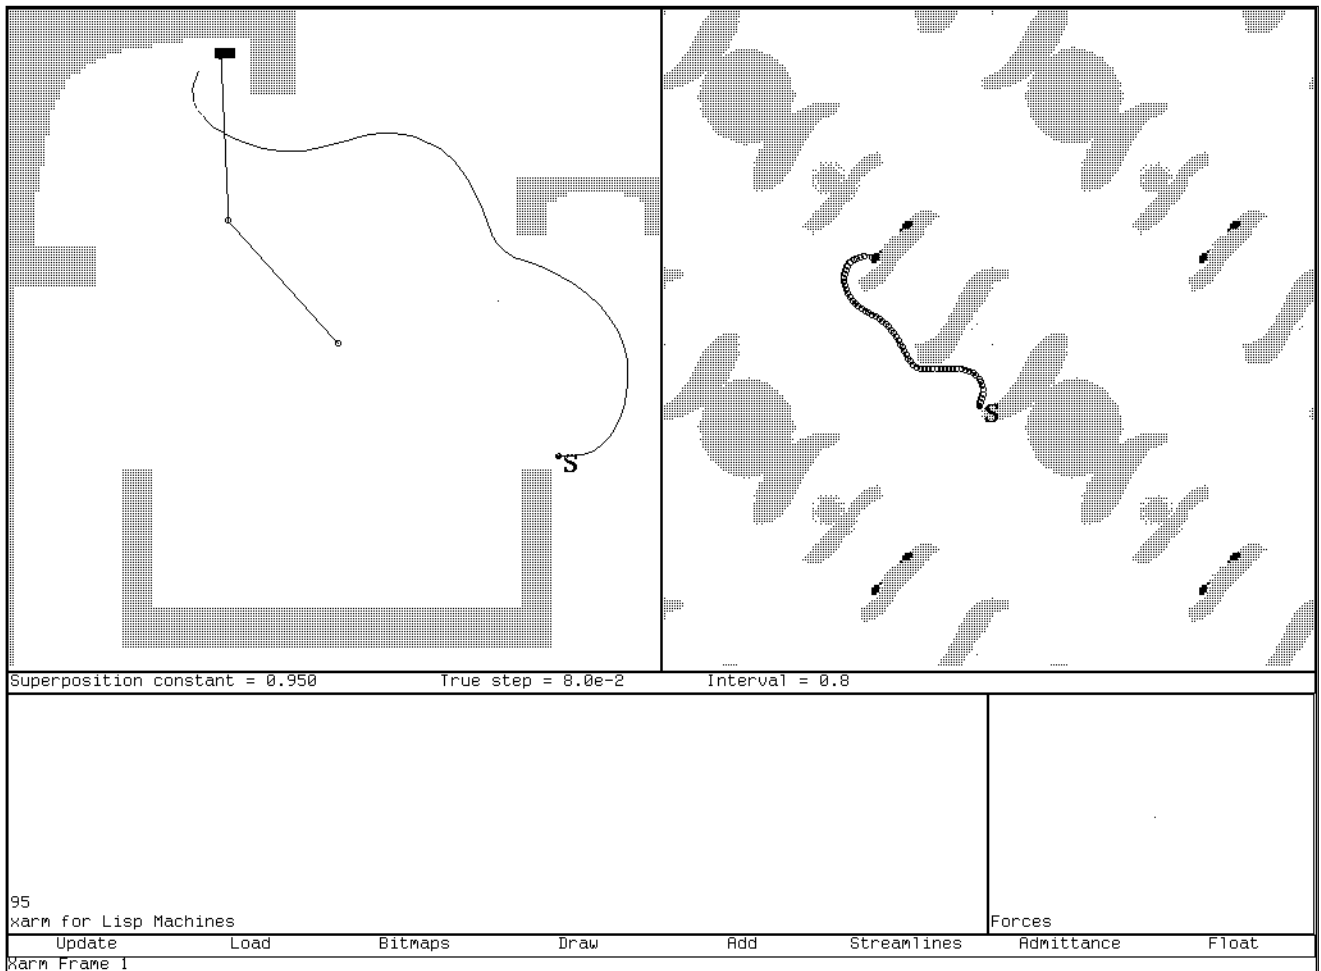 S
S
Superposition constant = 0.950 True step = 8.0e-2 Interval = 0.8
95
xarm for Lisp Machines
Forces
Update Load Bitmaps Draw Add Streamlines Admittance Float
Xarm Frame 1